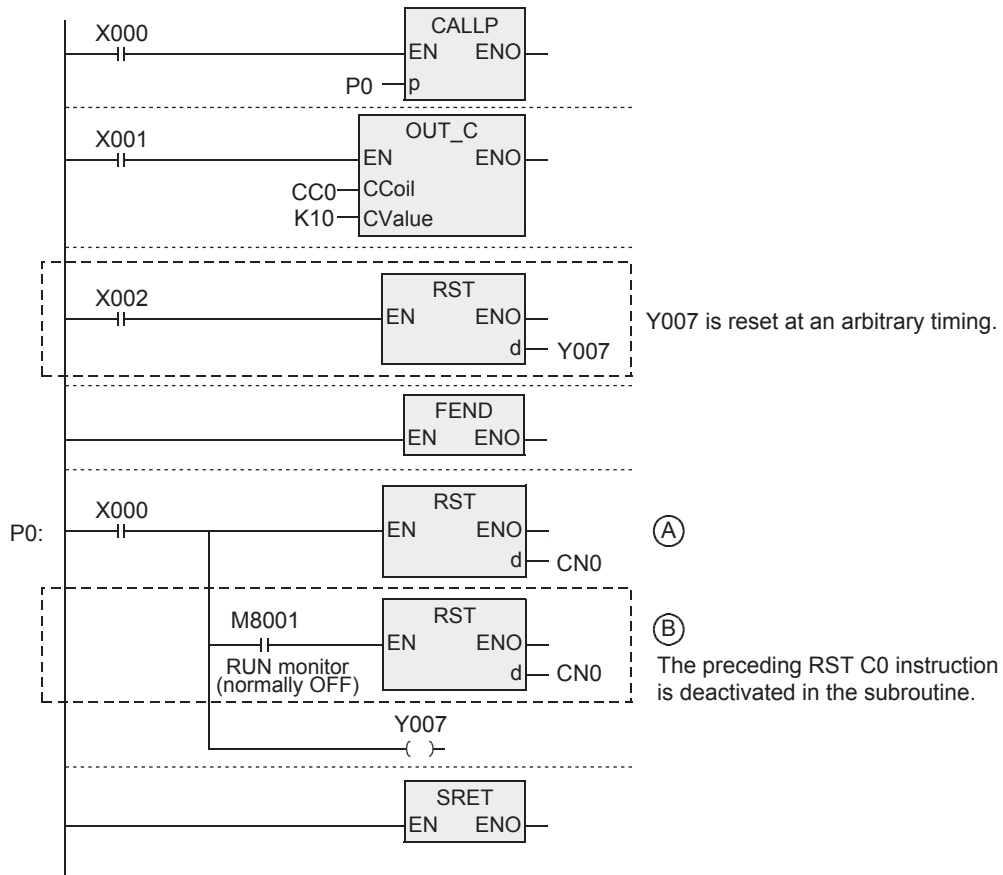 X000
CALLP
EN ENO
P0 p
X001
OUT_C
EN ENO
CC0 CCoil
K10 CValue
X002
RST
EN ENO
d Y007
Y007 is reset at an arbitrary timing.
FEND
EN ENO
P0:
X000
RST
EN ENO
d CN0
A
M8001
RUN monitor
(normally OFF)
RST
EN ENO
d CN0
B
The preceding RST C0 instruction
is deactivated in the subroutine.
Y007
SRET
EN ENO